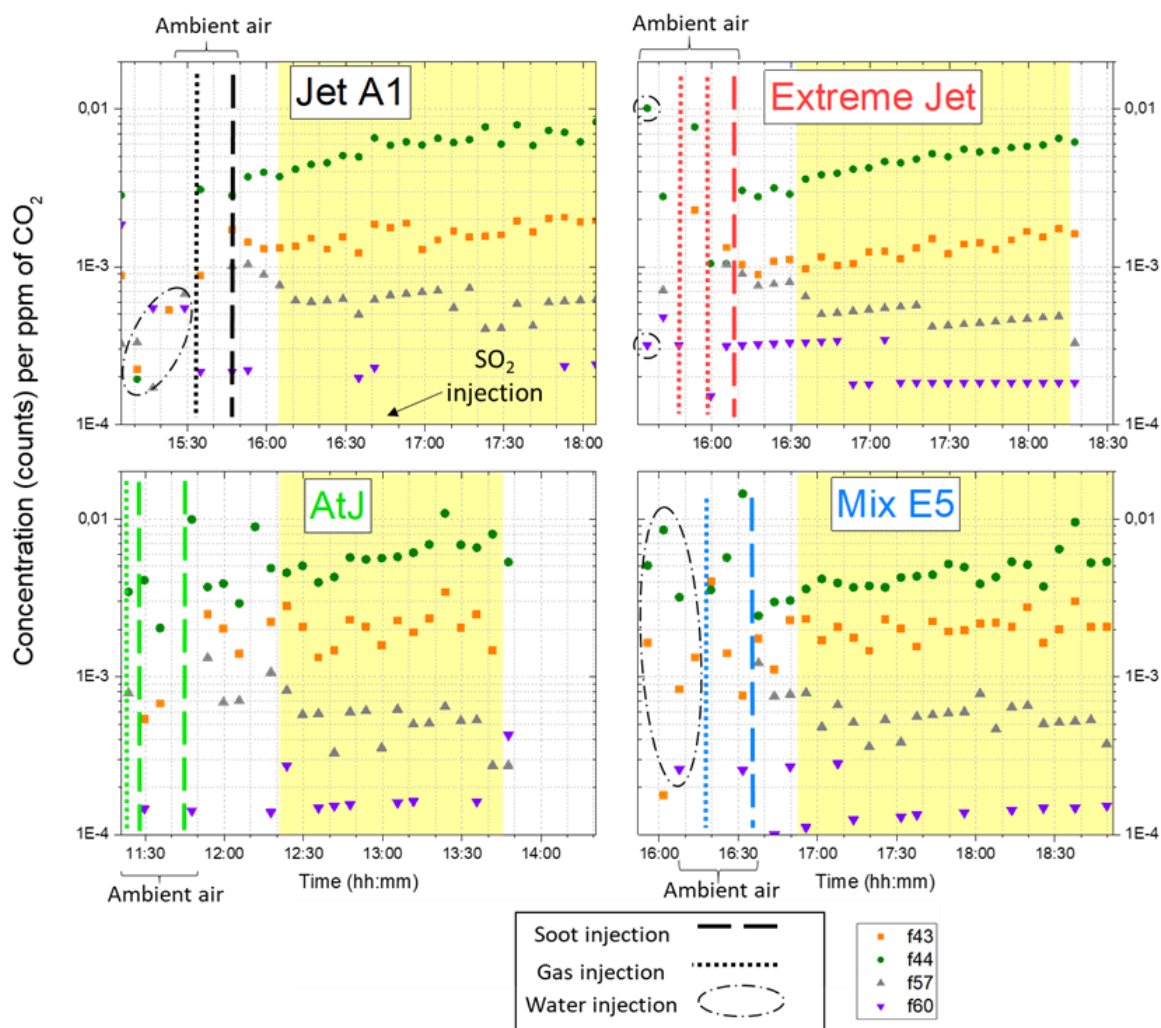 Ambient air
Ambient air
Jet A1
Extreme Jet
0,01
0,01
1E-3
1E-3
SO2
injection
1E-4
1E-4
15:30 16:00 16:30 17:00 17:30 18:00
16:00 16:30 17:00 17:30 18:00 18:30
Concentration (counts) per ppm of CO2
AtJ
Mix E5
0,01
0,01
1E-3
1E-3
1E-4
1E-4
11:30 12:00 12:30 13:00 13:30 14:00
16:00 16:30 17:00 17:30 18:00 18:30
Time (hh:mm)
Time (hh:mm)
Ambient air
Ambient air
Soot injection
Gas injection
Water injection
f43
f44
f57
f60